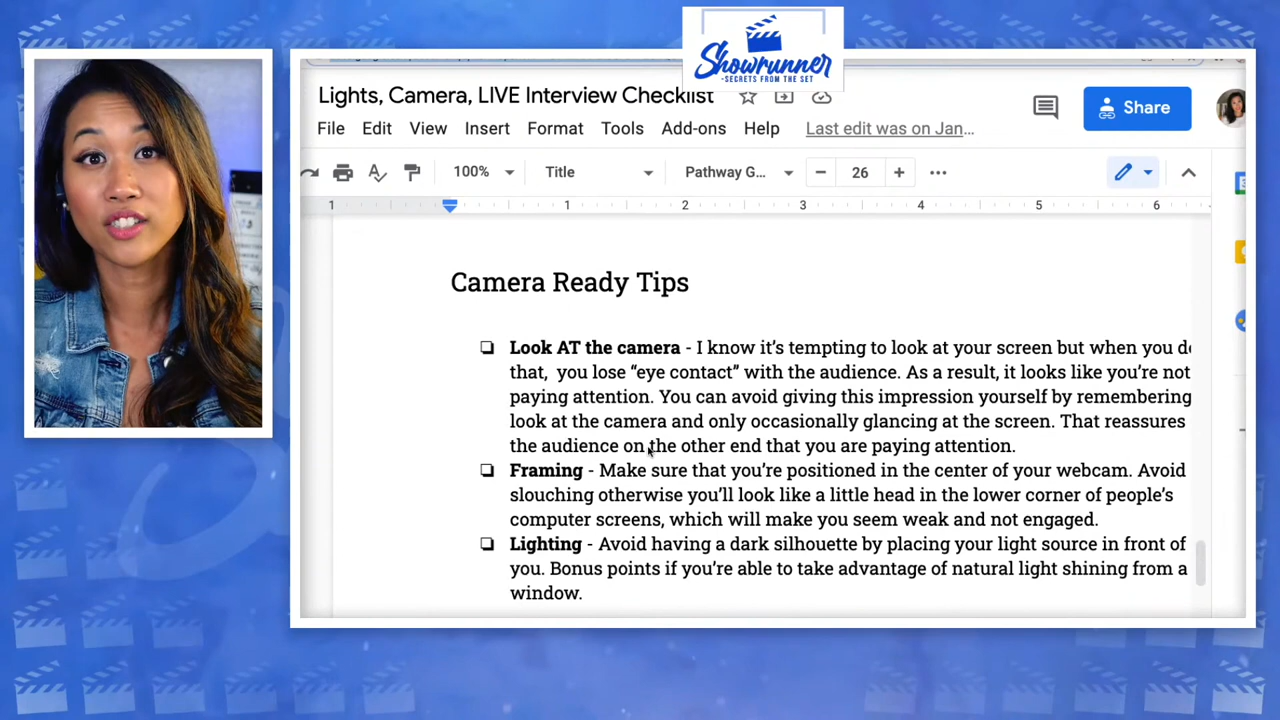 Showrunner
-SECRETS FROM THE SET
Lights, Camera, LIVE Interview Checklist
Share
File Edit View Insert Format Tools Add-ons Help Last edit was on Jan...
100% Title Pathway G... 26
1 1 2 3 4 5 6
Camera Ready Tips
Look AT the camera - I know it's tempting to look at your screen but when you do
that, you lose "eye contact" with the audience. As a result, it looks like you're not
paying attention. You can avoid giving this impression yourself by remembering
look at the camera and only occasionally glancing at the screen. That reassures
the audience on the other end that you are paying attention.
Framing - Make sure that you're positioned in the center of your webcam. Avoid
slouching otherwise you'll look like a little head in the lower corner of people's
computer screens, which will make you seem weak and not engaged.
Lighting - Avoid having a dark silhouette by placing your light source in front of
you. Bonus points if you're able to take advantage of natural light shining from a
window.